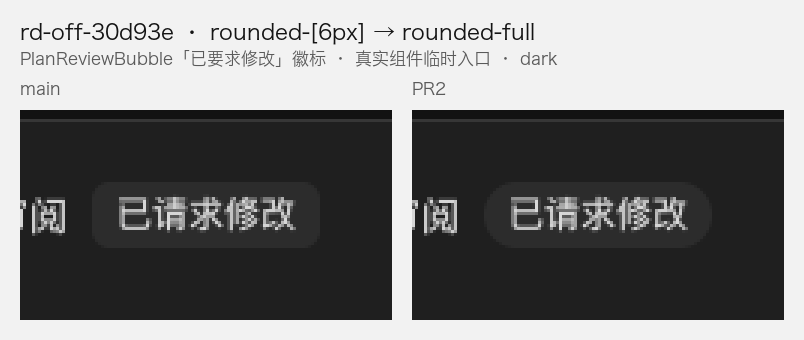 rd-off-30d93e · rounded-[6px] → rounded-full
PlanReviewBubble「已要求修改」徽标 · 真实组件临时入口 · dark
main
PR2
阅 已请求修改
阅 已请求修改